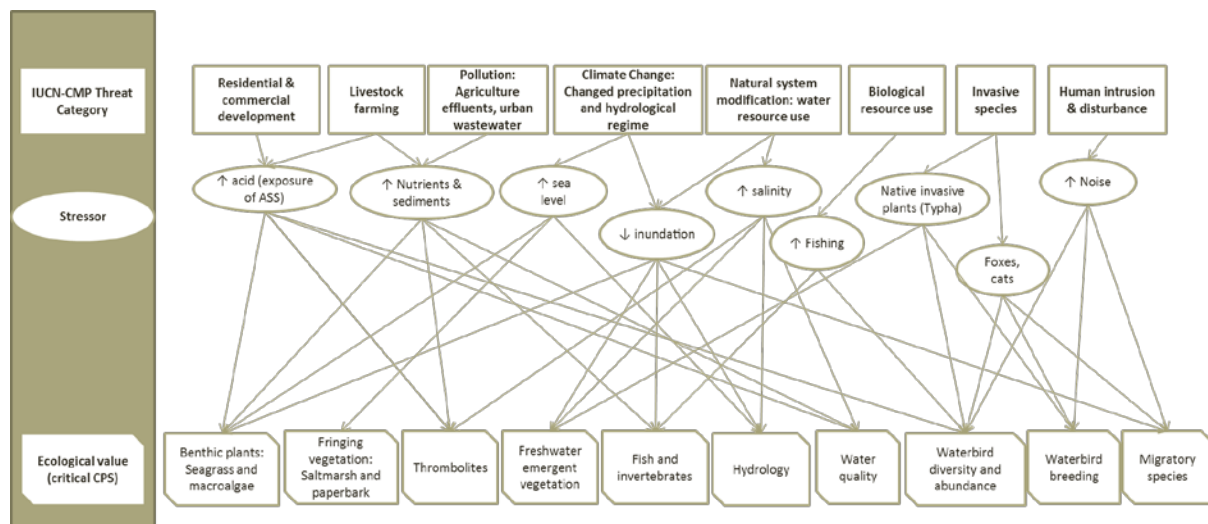 IUCN-CMP Threat
Category
Residential &
commercial
development
Livestock
farming
Pollution:
Agriculture
effluents, urban
wastewater
Climate Change:
Changed precipitation
and hydrological
regime
Natural system
modification: water
resource use
Biological
resource use
Invasive
species
Human intrusion
& disturbance
Stressor
↑ acid (exposure
of ASS)
↑ Nutrients &
sediments
↑ sea
level
↓ inundation
↑ salinity
↑ Fishing
Native invasive
plants (Typha)
Foxes,
cats
↑ Noise
Ecological value
(critical CPS)
Benthic plants:
Seagrass and
macroalgae
Fringing
vegetation:
Saltmarsh and
paperbark
Thrombolites
Freshwater
emergent
vegetation
Fish and
invertebrates
Hydrology
Water
quality
Waterbird
diversity and
abundance
Waterbird
breeding
Migratory
species